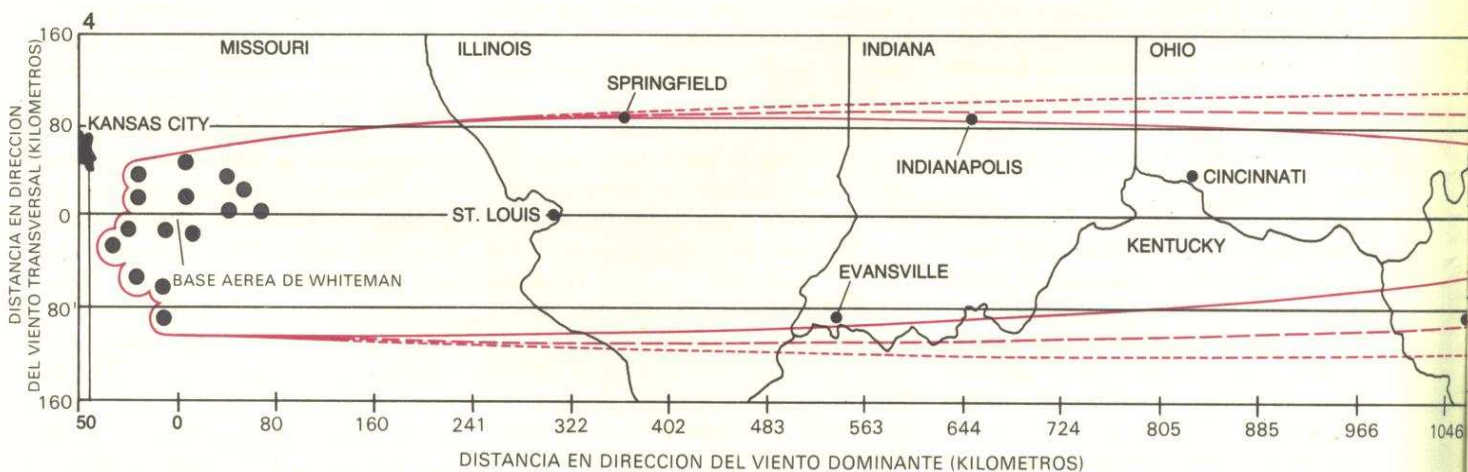 4
160
80
0
80
160
DISTANCIA EN DIRECCION.
DEL VIENTO TRANSVERSAL (KILOMETROS)
MISSOURI
ILLINOIS
INDIANA
OHIO
SPRINGFIELD
KANSAS CITY
INDIANAPOLIS
CINCINNATI
ST. LOUIS
KENTUCKY
BASE AEREA DE WHITEMAN
EVANSVILLE
50 0 80 160 241 322 402 483 563 644 724 805 885 966 1046
DISTANCIA EN DIRECCION DEL VIENTO DOMINANTE (KILOMETROS)